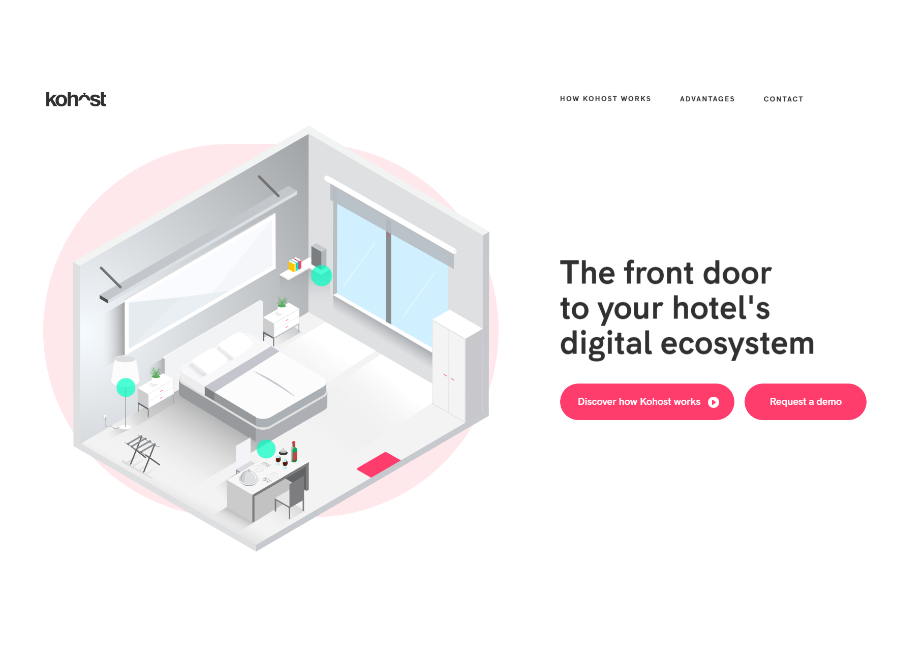 kohost
HOW KOHOST WORKS ADVANTAGES CONTACT
The front door
to your hotel's
digital ecosystem
Discover how Kohost works Request a demo